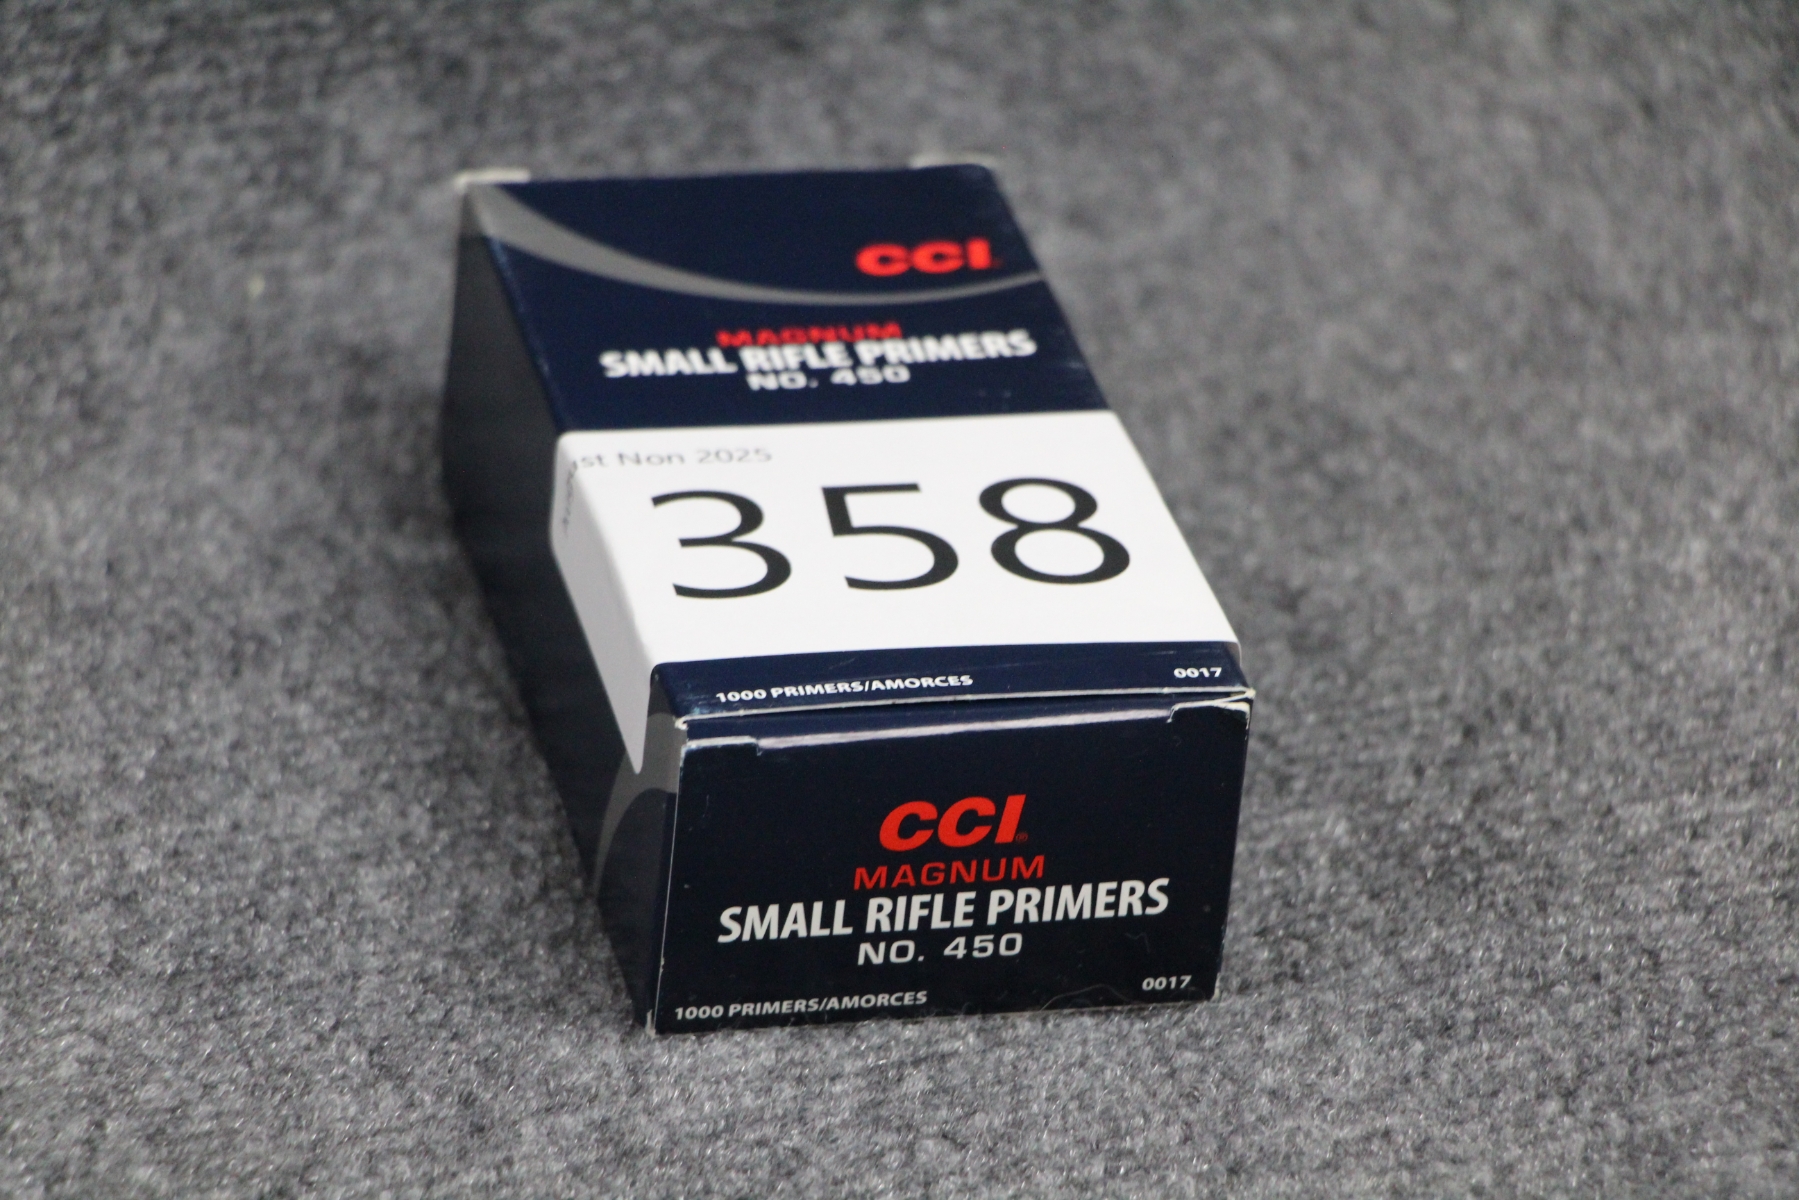 CCI
MAGNUM
SMALL RIFLE PRIMERS
NO. 450
Non 2025
358
1000 PRIMERS/AMORCES 0017
CCI®
MAGNUM
SMALL RIFLE PRIMERS
NO. 450
1000 PRIMERS/AMORCES 0017